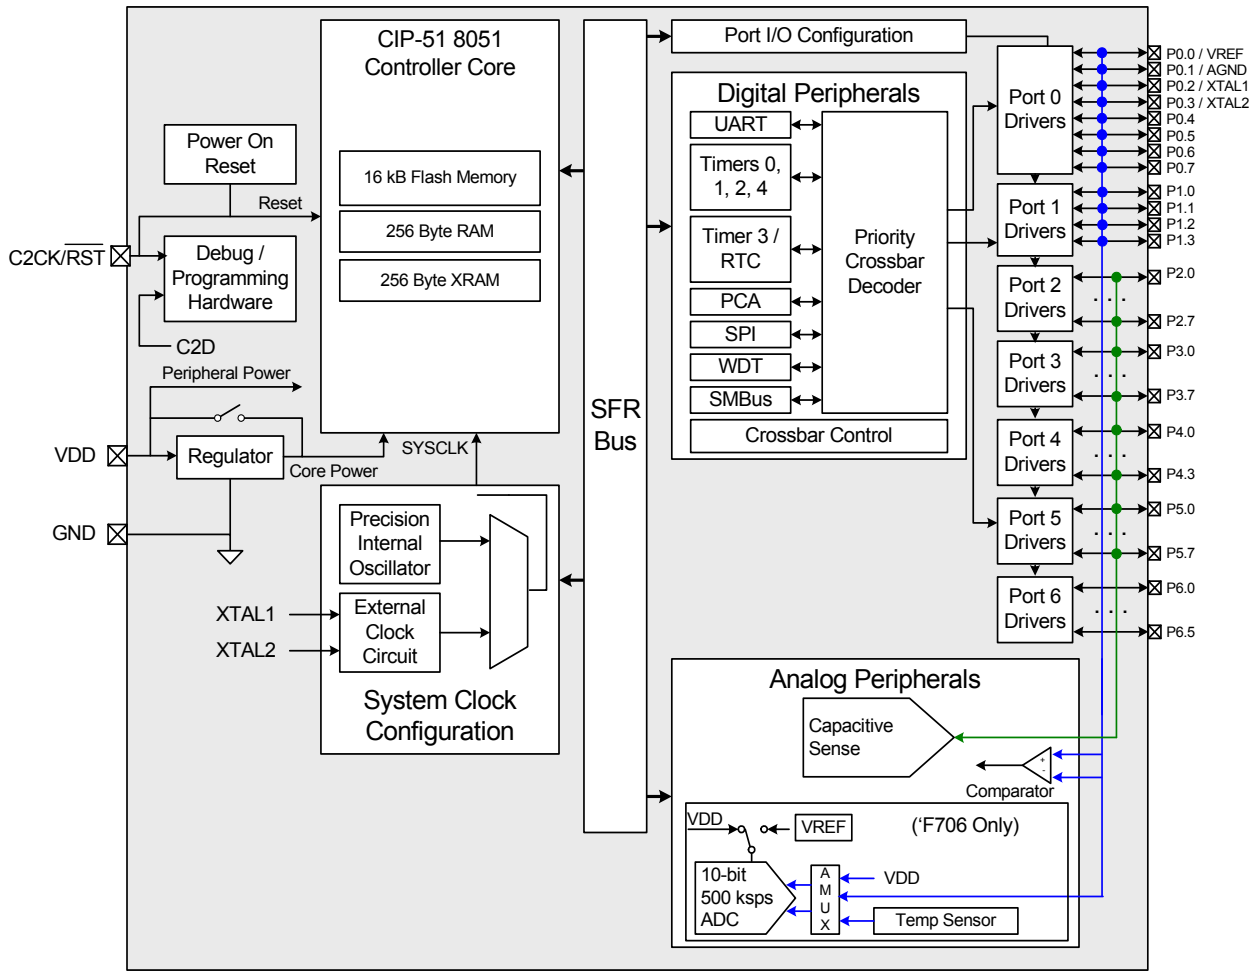 CIP-51 8051
Controller Core
16 kB Flash Memory
256 Byte RAM
256 Byte XRAM
Power On
Reset
Reset
C2CK/RST
Debug /
Programming
Hardware
C2D
Peripheral Power
VDD
Regulator
Core Power
SYSCLK
GND
Precision
Internal
Oscillator
XTAL1
XTAL2
External
Clock
Circuit
System Clock
Configuration
SFR
Bus
Port I/O Configuration
Digital Peripherals
UART
Timers 0,
1, 2, 4
Timer 3 /
RTC
PCA
SPI
WDT
SMBus
Priority
Crossbar
Decoder
Crossbar Control
Port 0
Drivers
Port 1
Drivers
Port 2
Drivers
Port 3
Drivers
Port 4
Drivers
Port 5
Drivers
Port 6
Drivers
P0.0 / VREF
P0.1 / AGND
P0.2 / XTAL1
P0.3 / XTAL2
P0.4
P0.5
P0.6
P0.7
P1.0
P1.1
P1.2
P1.3
P2.0
. . .
P2.7
P3.0
. . .
P3.7
P4.0
. . .
P4.3
P5.0
. . .
P5.7
P6.0
. . . .
P6.5
Analog Peripherals
Capacitive
Sense
+
-
Comparator
VDD
VREF
('F706 Only)
10-bit
500 ksps
ADC
A
M
U
X
VDD
Temp Sensor